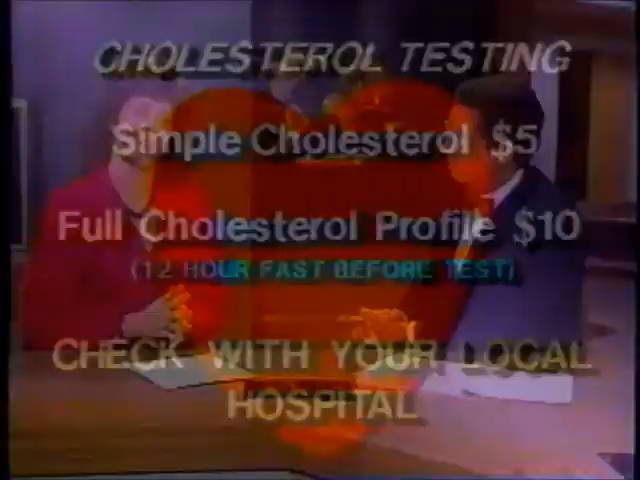 CHOLESTEROL TESTING
Simple Cholesterol $5
Full Cholesterol Profile $10
(12 HOUR FAST BEFORE TEST)
CHECK WITH YOUR LOCAL
HOSPITAL